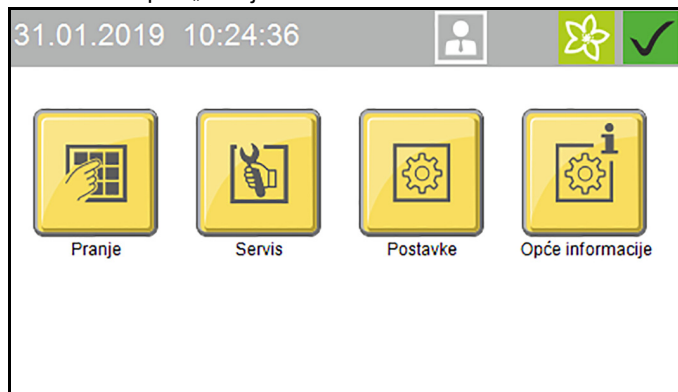 31.01.2019 10:24:36
Pranje
Servis
Postavke
Opće informacije